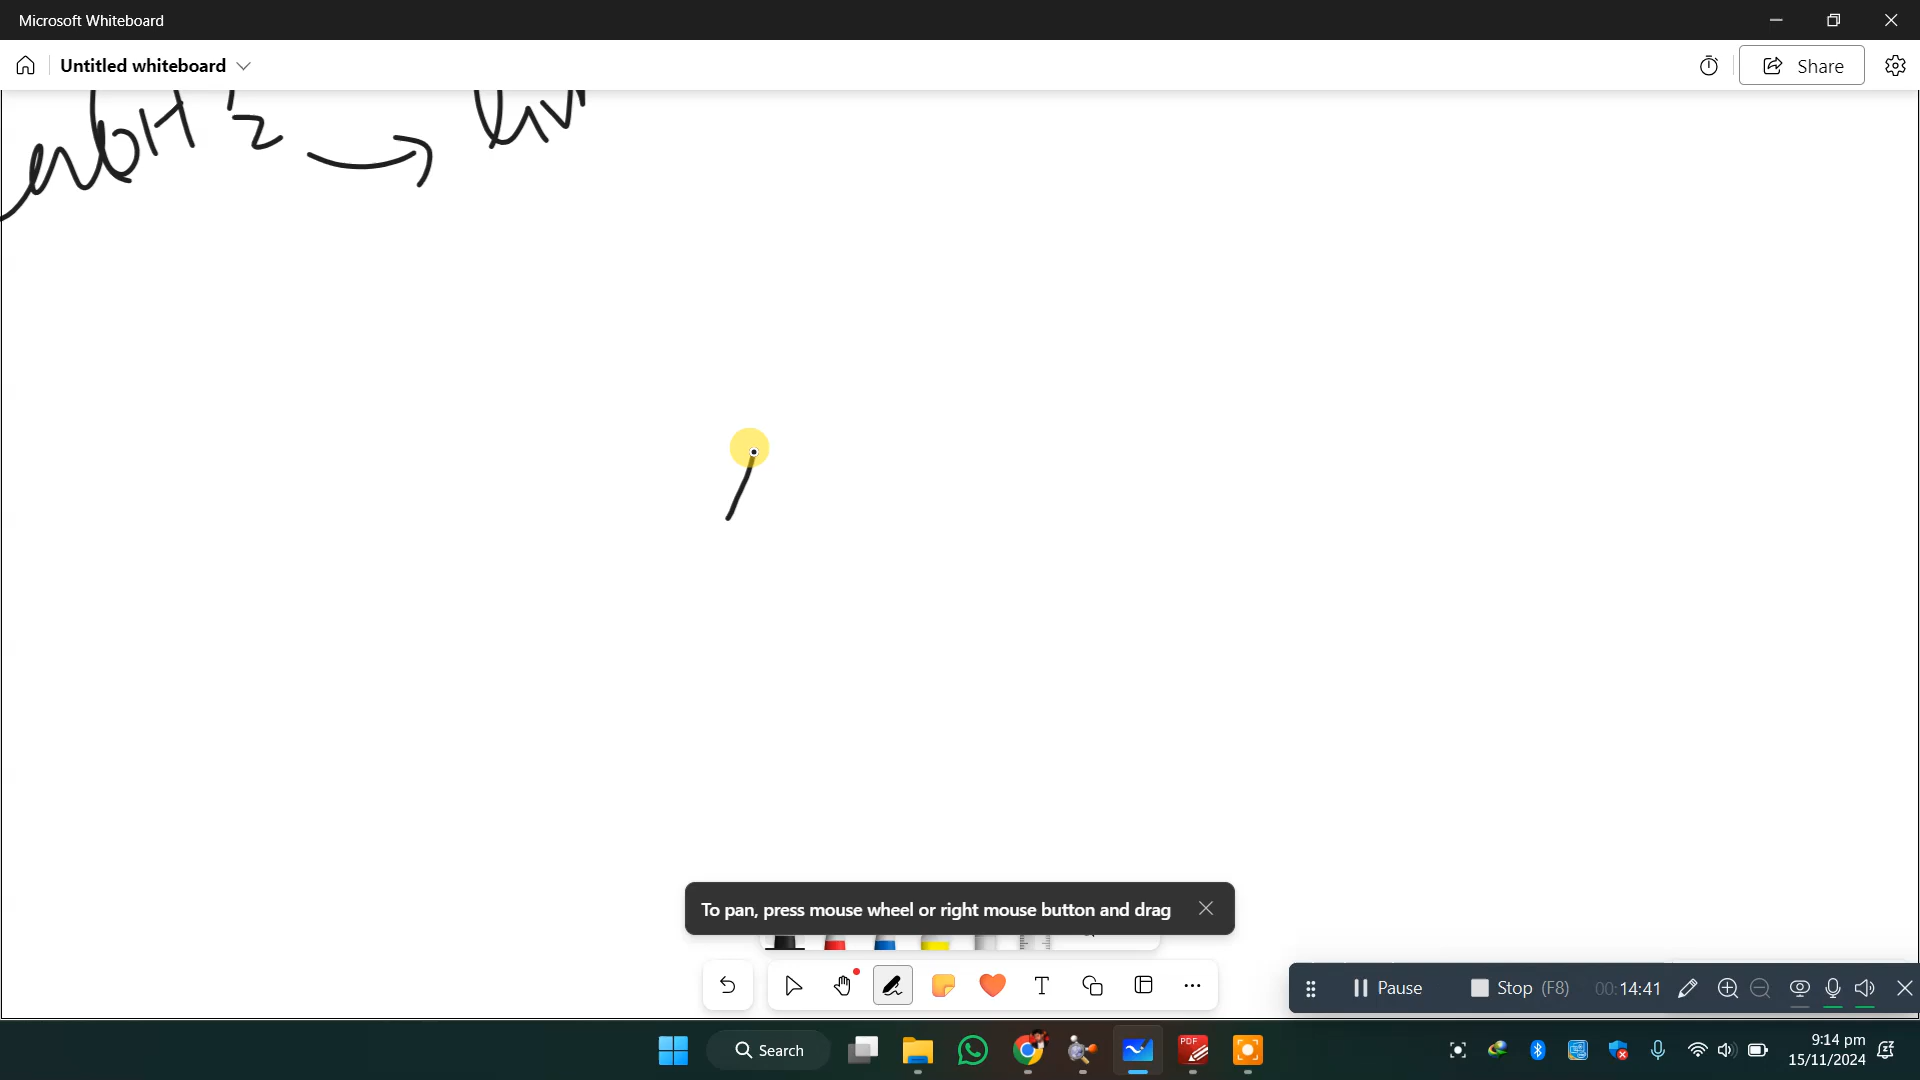 Microsoft Whiteboard
Untitled whiteboard
Share
To pan, press mouse wheel or right mouse button and drag
T
Pause
Stop (F8)
00:14:41
Search
PDF
9:14 pm
15/11/2024